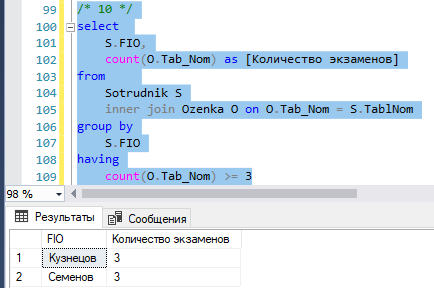 99 /* 10 */
100 select
101 S.FIO,
102 count(O.Tab_Nom) as [Количество экзаменов]
103 from
104 Sotrudnik S
105 inner join Ozenka O on O.Tab_Nom = S.TablNom
106 group by
107 S.FIO
108 having
109 count(O.Tab_Nom) >= 3
98 %
Результаты Сообщения
FIO Количество экзаменов
1 Кузнецов 3
2 Семенов 3